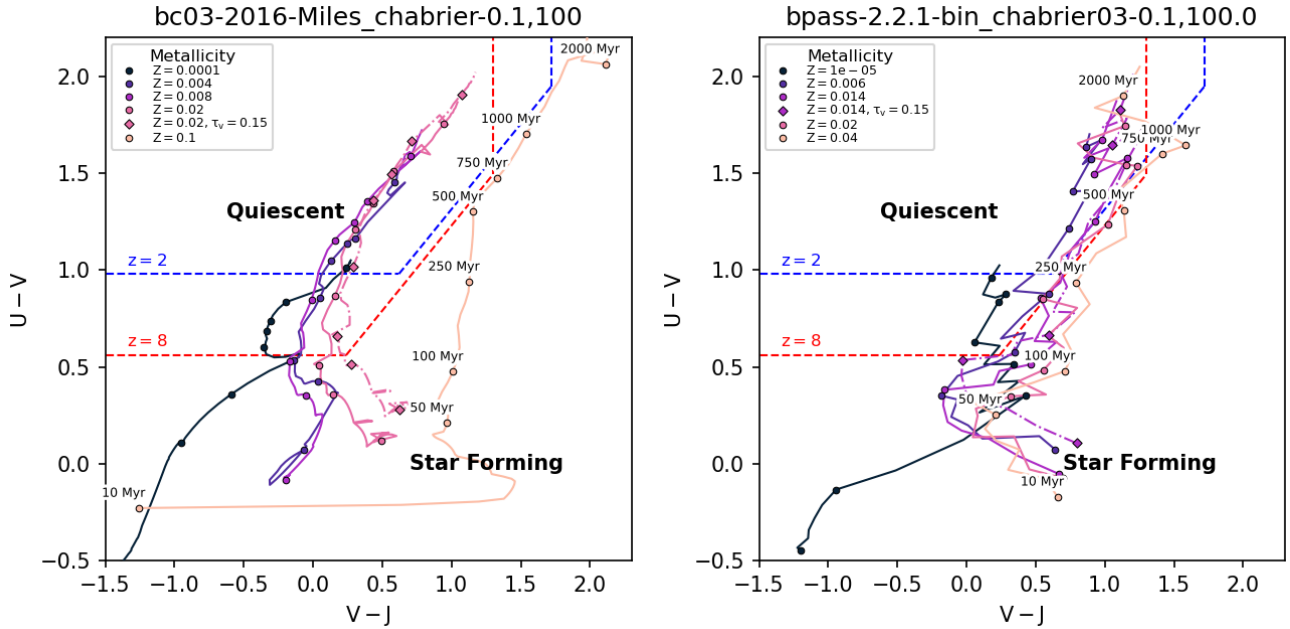 bc03-2016-Miles_chabrier-0.1,100
Metallicity
Z = 0.0001
Z = 0.004
Z = 0.008
Z = 0.02
Z = 0.02, τv = 0.15
Z = 0.1
2000 Myr
1000 Myr
750 Myr
500 Myr
250 Myr
100 Myr
50 Myr
10 Myr
Quiescent
Star Forming
z = 2
z = 8
U − V
2.0
1.5
1.0
0.5
0.0
−0.5
−1.5
−1.0
−0.5
0.0
0.5
1.0
1.5
2.0
V − J
bpass-2.2.1-bin_chabrier03-0.1,100.0
Metallicity
Z = 1e − 05
Z = 0.006
Z = 0.014
Z = 0.014, τv = 0.15
Z = 0.02
Z = 0.04
2000 Myr
1000 Myr
750 Myr
500 Myr
250 Myr
100 Myr
50 Myr
10 Myr
Quiescent
Star Forming
z = 2
z = 8
U − V
2.0
1.5
1.0
0.5
0.0
−0.5
−1.5
−1.0
−0.5
0.0
0.5
1.0
1.5
2.0
V − J